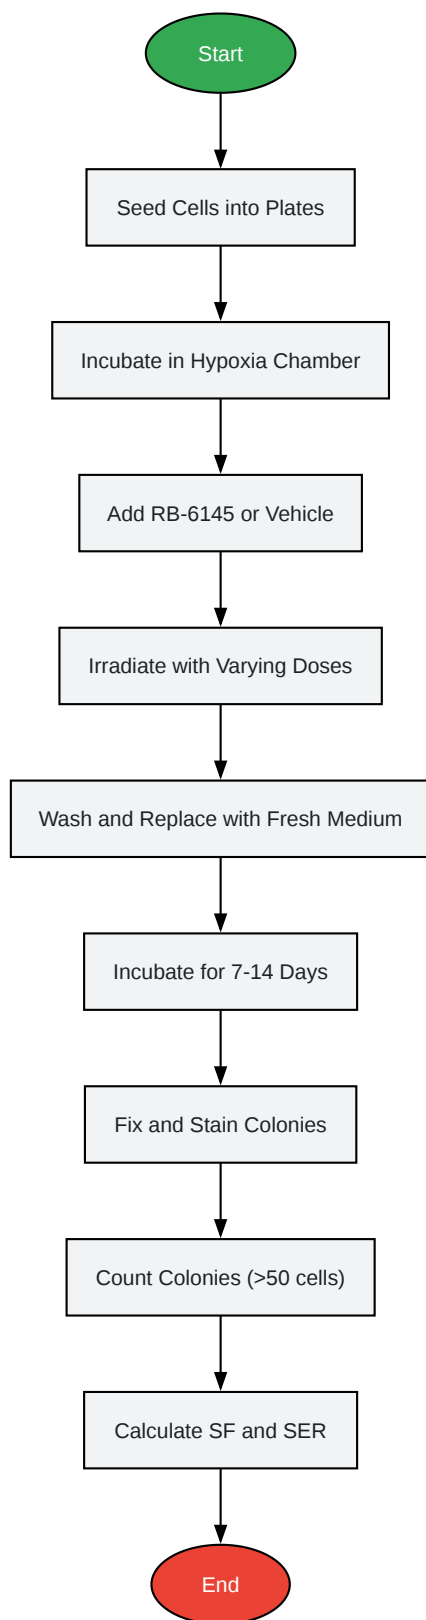 Start
Seed Cells into Plates
Incubate in Hypoxia Chamber
Add RB-6145 or Vehicle
Irradiate with Varying Doses
Wash and Replace with Fresh Medium
Incubate for 7-14 Days
Fix and Stain Colonies
Count Colonies (>50 cells)
Calculate SF and SER
End